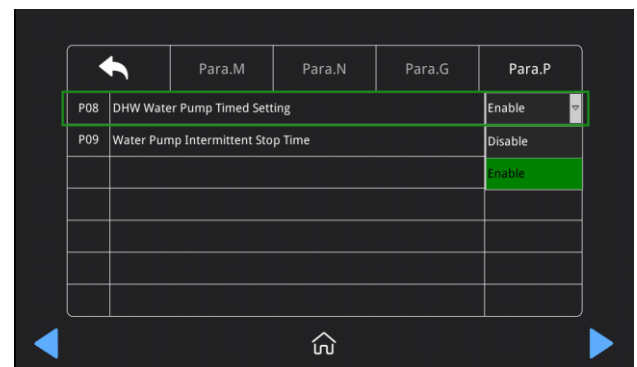 Para.M Para.N Para.G Para.P
P08 DHW Water Pump Timed Setting Enable
P09 Water Pump Intermittent Stop Time Disable
Enable